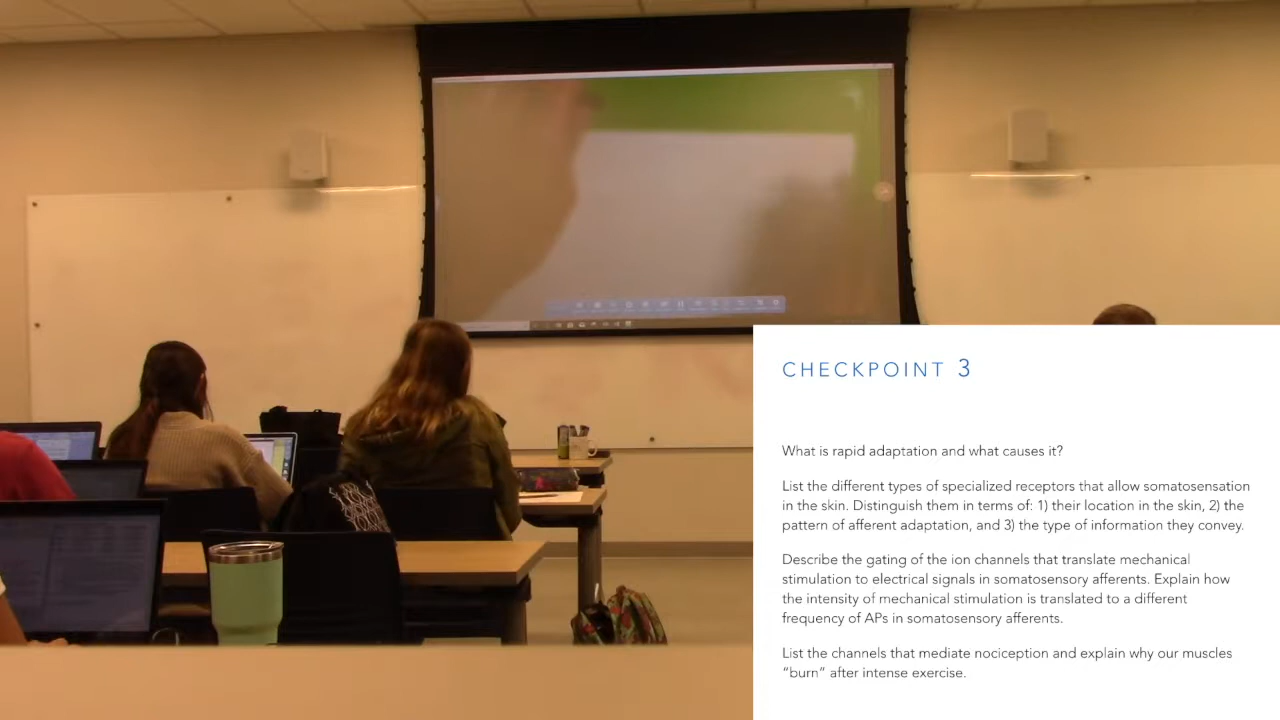 CHECKPOINT 3
What is rapid adaptation and what causes it?
List the different types of specialized receptors that allow somatosensation
in the skin. Distinguish them in terms of: 1) their location in the skin, 2) the
pattern of afferent adaptation, and 3) the type of information they convey.
Describe the gating of the ion channels that translate mechanical
stimulation to electrical signals in somatosensory afferents. Explain how
the intensity of mechanical stimulation is translated to a different
frequency of APs in somatosensory afferents.
List the channels that mediate nociception and explain why our muscles
“burn” after intense exercise.